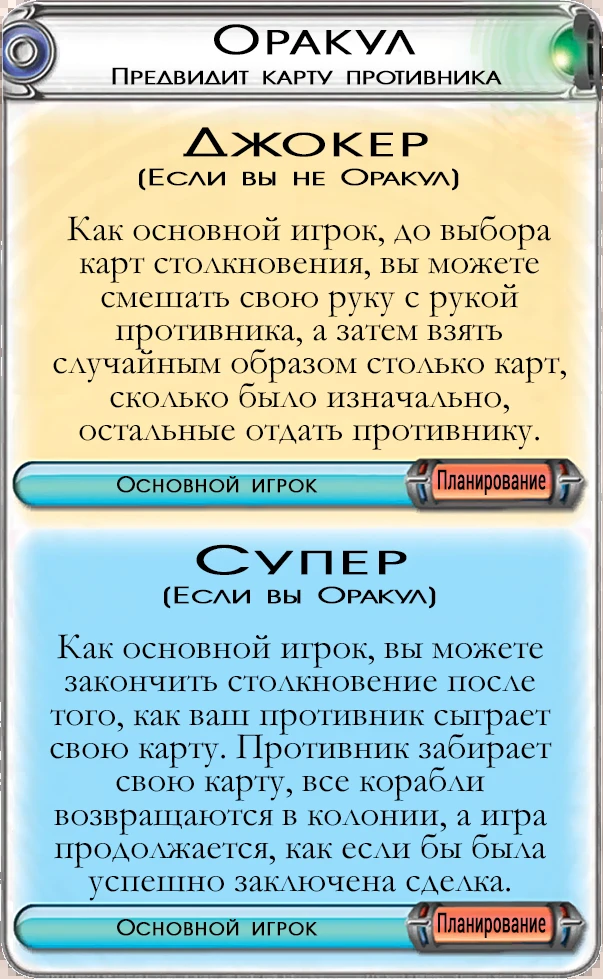 Оракул
Предвидит карту противника
Джокер
(Если вы не Оракул)
Как основной игрок, до выбора
карт столкновения, вы можете
смешать свою руку с рукой
противника, а затем взять
случайным образом столько карт,
сколько было изначально,
остальные отдать противнику.
Основной игрок
Планирование
Супер
(Если вы Оракул)
Как основной игрок, вы можете
закончить столкновение после
того, как ваш противник сыграет
свою карту. Противник забирает
свою карту, все корабли
возвращаются в колонии, а игра
продолжается, как если бы была
успешно заключена сделка.
Основной игрок
Планирование